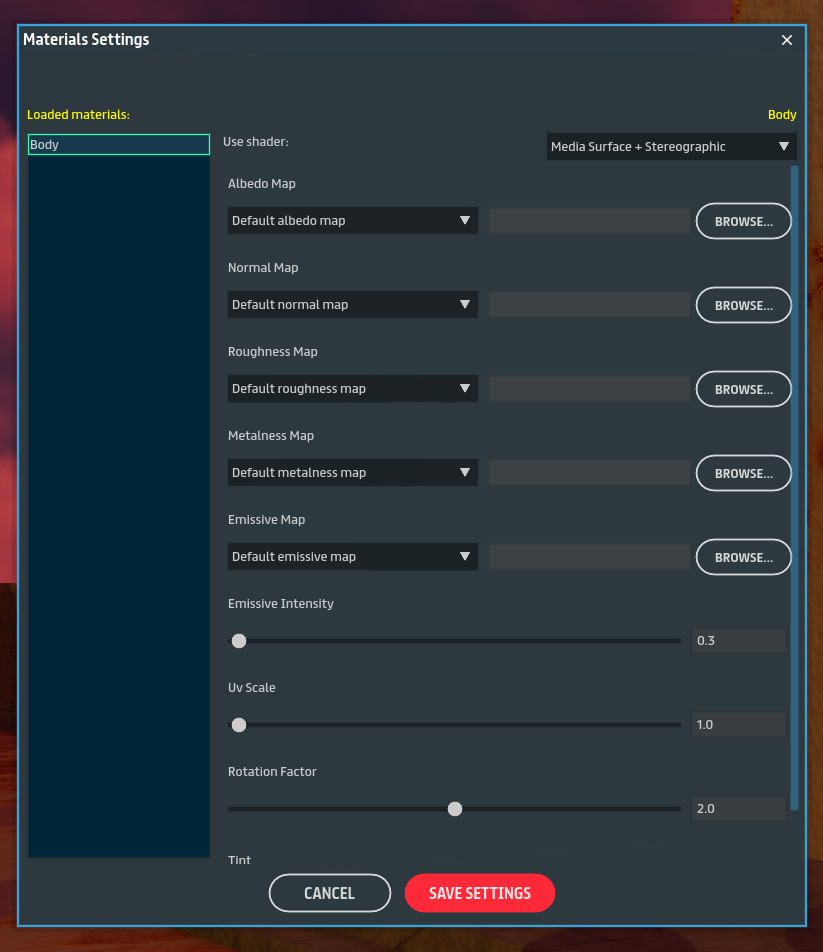 Materials Settings
Loaded materials:
Body
Body
Use shader:
Media Surface + Stereographic
Albedo Map
Default albedo map
BROWSE...
Normal Map
Default normal map
BROWSE...
Roughness Map
Default roughness map
BROWSE...
Metalness Map
Default metalness map
BROWSE...
Emissive Map
Default emissive map
BROWSE...
Emissive Intensity
0.3
Uv Scale
1.0
Rotation Factor
2.0
Tint
CANCEL
SAVE SETTINGS